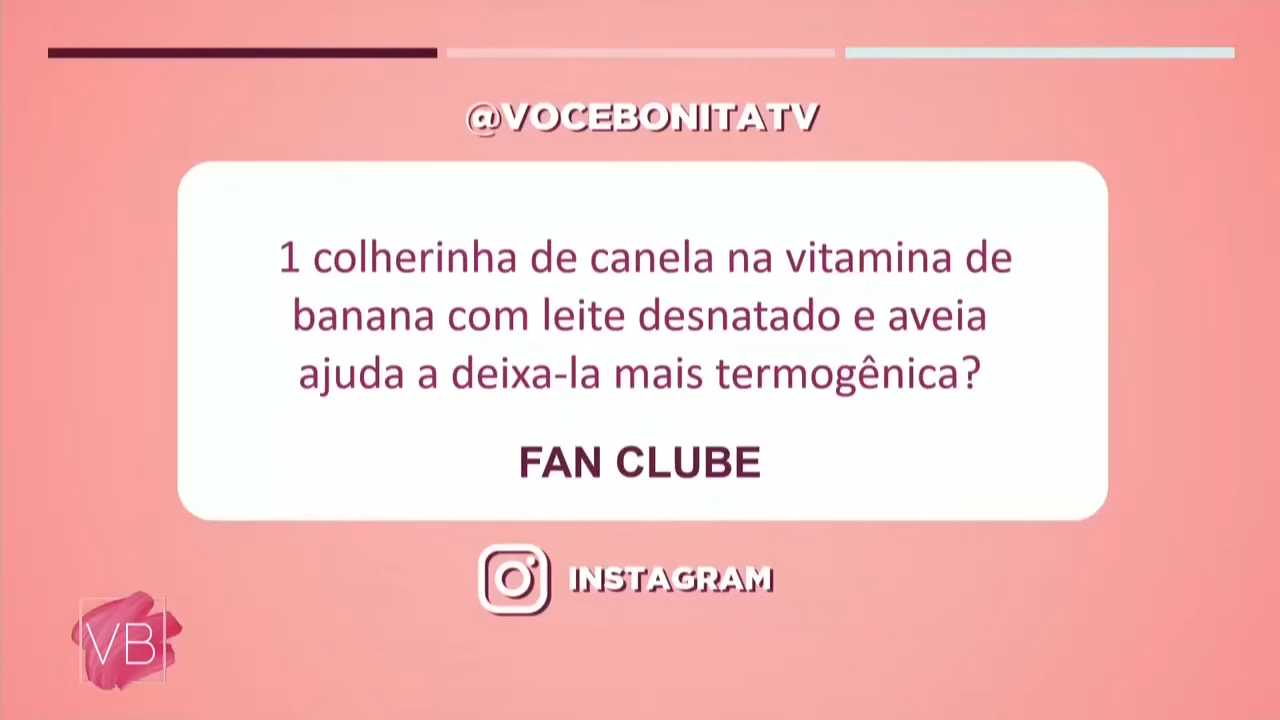 @VOCEBONITATV
1 colherinha de canela na vitamina de
banana com leite desnatado e aveia
ajuda a deixa-la mais termogênica?
FAN CLUBE
INSTAGRAM
VB